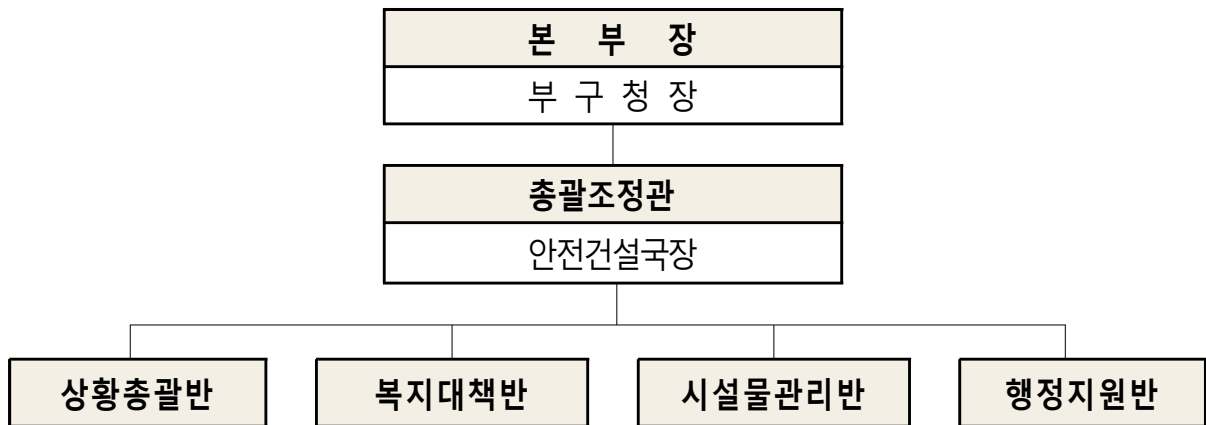 본 부 장
부 구 청 장
총괄조정관
안전건설국장
상황총괄반 복지대책반 시설물관리반 행정지원반